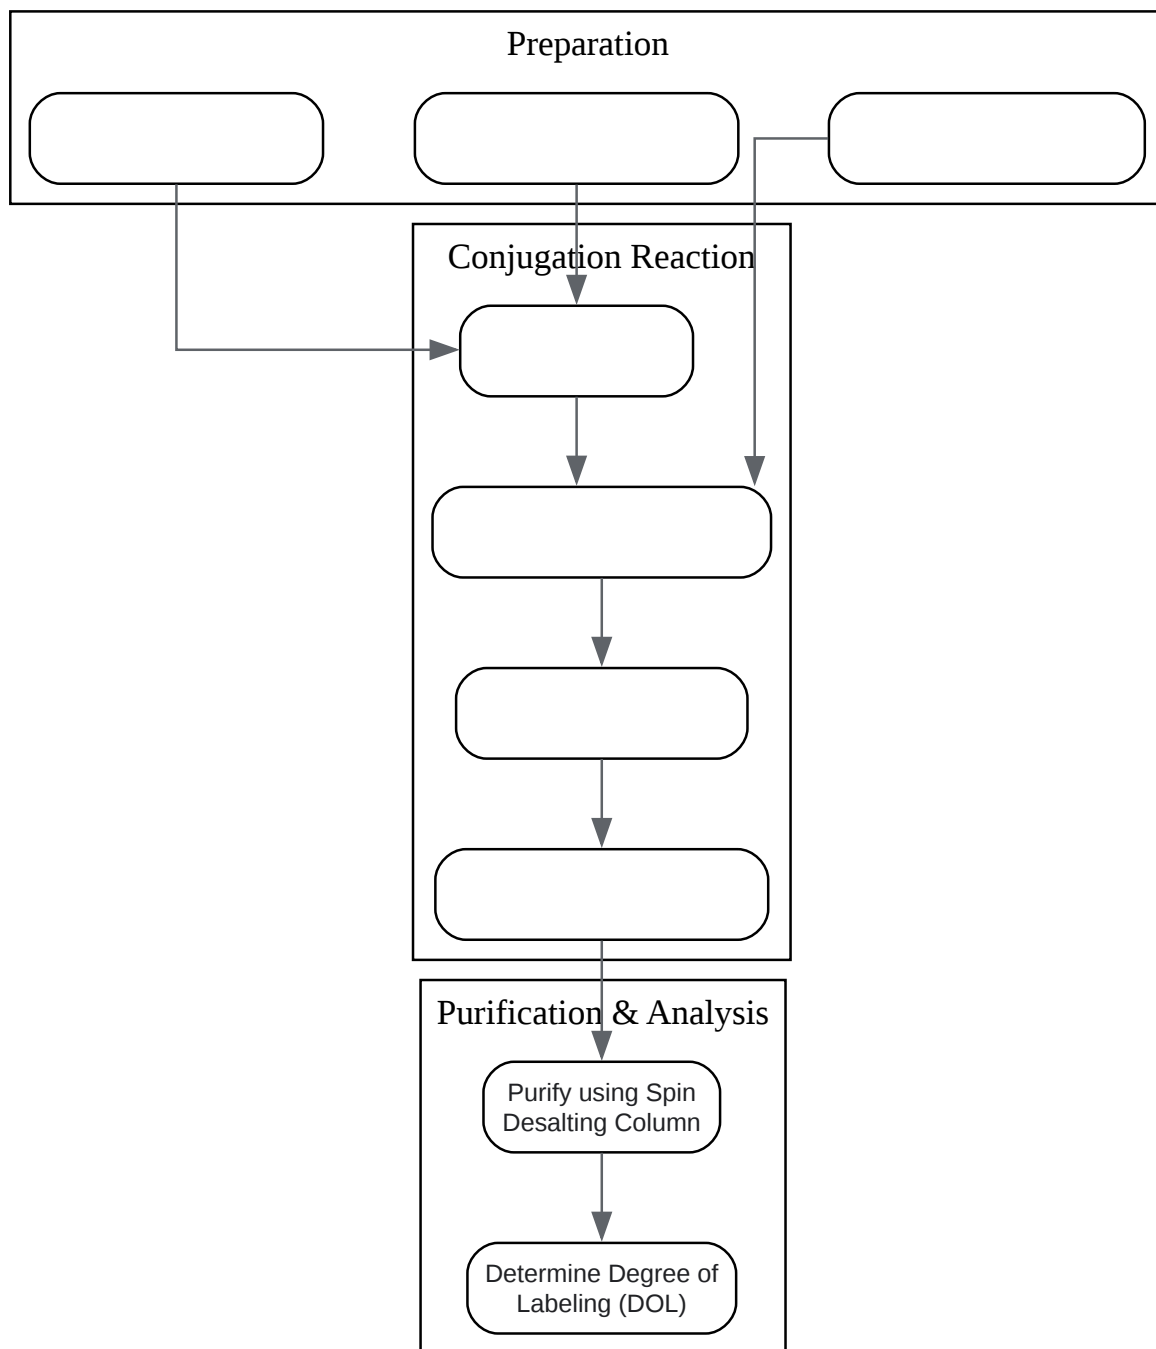 Preparation
Conjugation Reaction
Purification & Analysis
Purify using Spin
Desalting Column
Determine Degree of
Labeling (DOL)